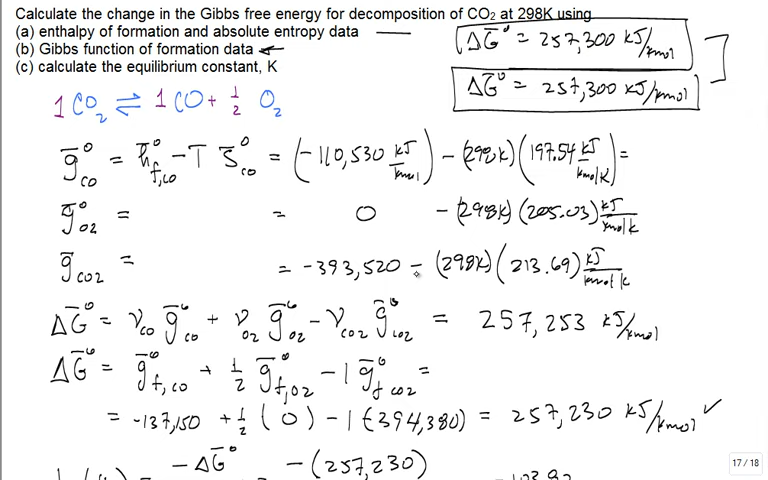 Calculate the change in the Gibbs free energy for decomposition of CO₂ at 298K using
(a) enthalpy of formation and absolute entropy data
(b) Gibbs function of formation data
(c) calculate the equilibrium constant, K
ΔG̅° = 257,300 kJ/kmol
ΔG̅° = 257,300 kJ/kmol
1 CO₂ ⇌ 1 CO + 1/2 O₂
g̅°co = h̅°f,co − T s̅°co = (−110,530 kJ/kmol) − (298K)(197.54 kJ/kmol K) =
g̅°O2 = = 0 − (298K)(205.03) kJ/kmol K
g̅co2 = = −393,520 − (298K)(213.69) kJ/kmol K
ΔG̅° = νco g̅°co + νO2 g̅°O2 − νco2 g̅°co2 = 257,253 kJ/kmol
ΔG̅° = g̅°f,co + 1/2 g̅°f,O2 − 1 g̅°f co2 =
= −137,150 + 1/2 (0) − 1 (−394,380) = 257,230 kJ/kmol ✓
−ΔG̅° −(257,230)
17 / 18